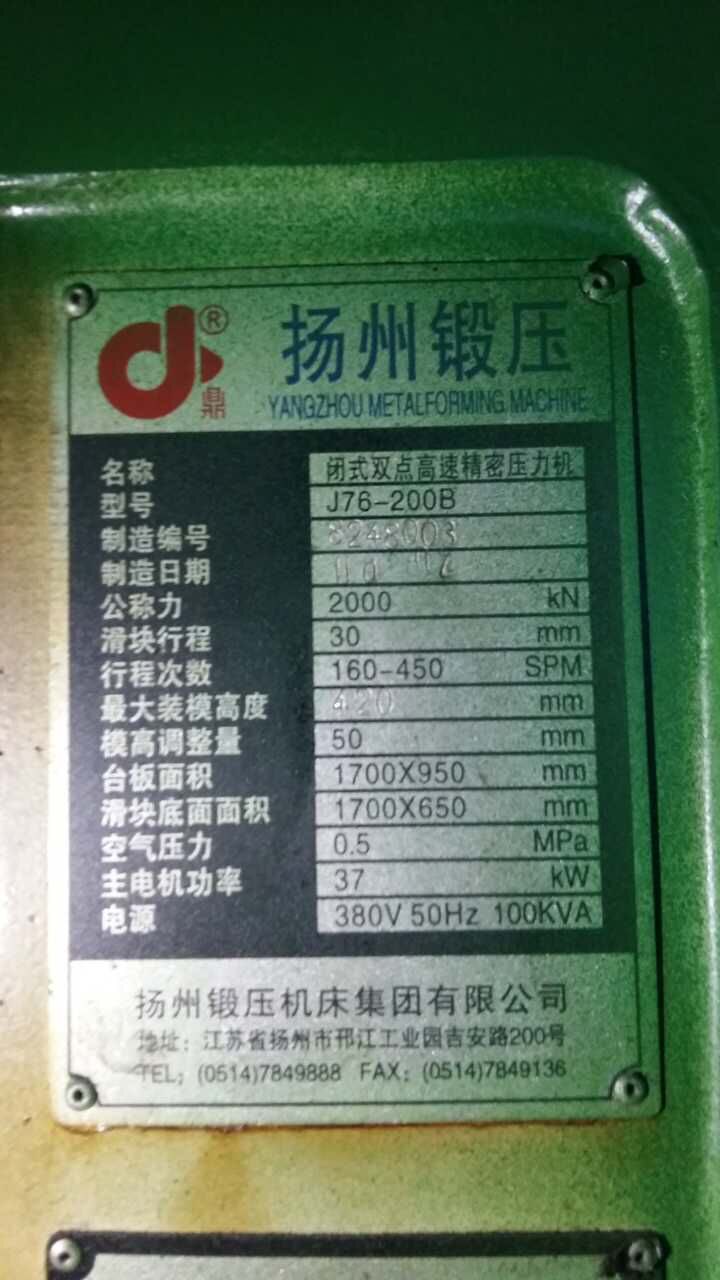 ® 扬州锻压
鼎 YANGZHOU METALFORMING MACHINE
名称 闭式双点高速精密压力机
型号 J76-200B
制造编号
制造日期
公称力 2000 kN
滑块行程 30 mm
行程次数 160-450 SPM
最大装模高度 420 mm
模高调整量 50 mm
台板面积 1700X950 mm
滑块底面面积 1700X650 mm
空气压力 0.5 MPa
主电机功率 37 kW
电源 380V 50Hz 100KVA
扬州锻压机床集团有限公司
地址：江苏省扬州市邗江工业园吉安路200号
TEL：(0514)7849888 FAX：(0514)7849136